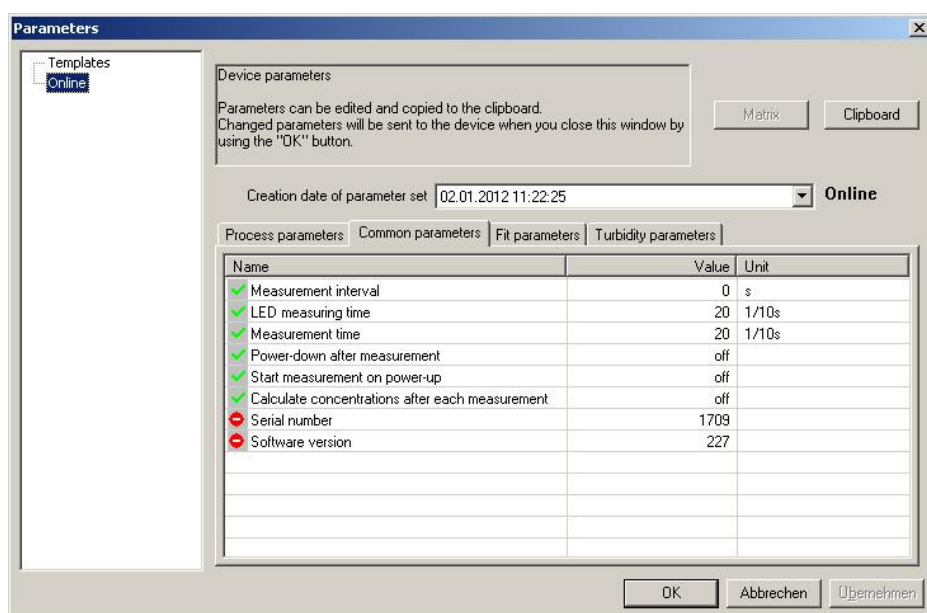 Parameters
Templates
Online
Device parameters
Parameters can be edited and copied to the clipboard.
Changed parameters will be sent to the device when you close this window by
using the "OK" button.
Matrix
Clipboard
Creation date of parameter set 02.01.2012 11:22:25 Online
Process parameters Common parameters Fit parameters Turbidity parameters
Name Value Unit
Measurement interval 0 s
LED measuring time 20 1/10s
Measurement time 20 1/10s
Power-down after measurement off
Start measurement on power-up off
Calculate concentrations after each measurement off
Serial number 1709
Software version 227
OK Abbrechen Übernehmen